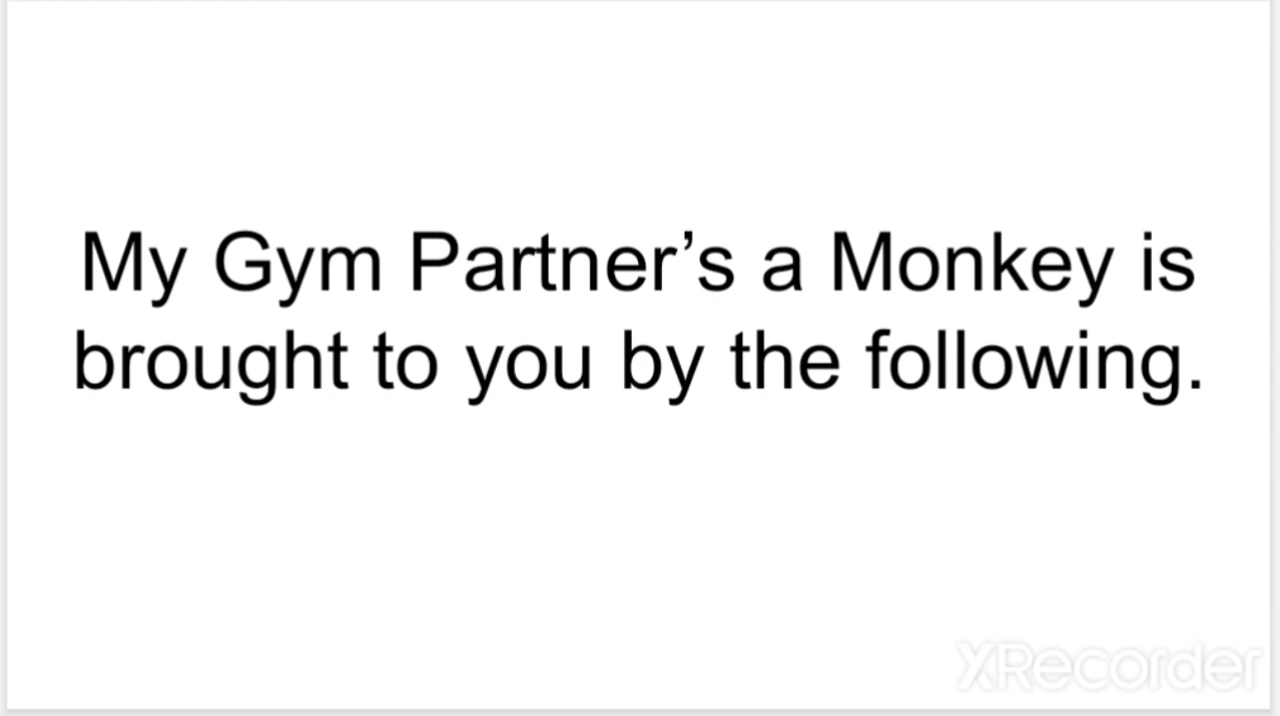 My Gym Partner’s a Monkey is
brought to you by the following.
XRecorder